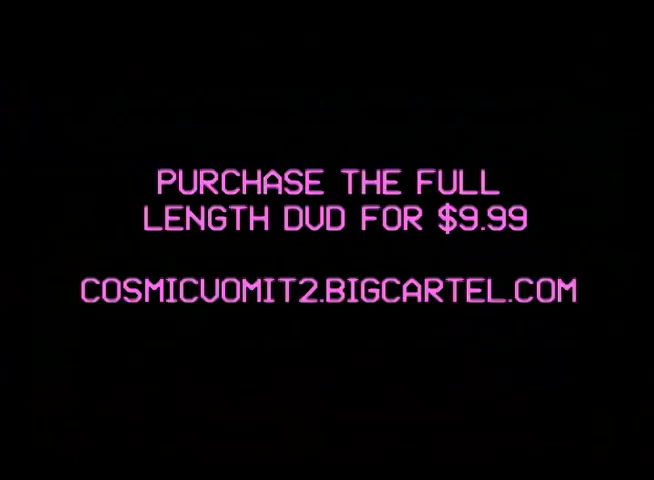 PURCHASE THE FULL
LENGTH DVD FOR $9.99
COSMICVOMIT2.BIGCARTEL.COM